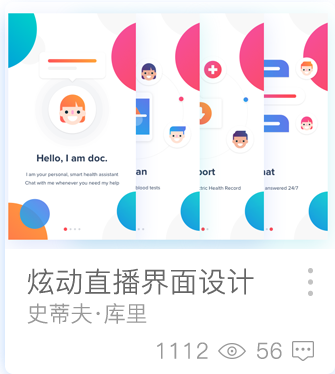 Hello, I am doc.
I am your personal, smart health assistant
Chat with me whenever you need my help
an
blood tests
port
tric Health Record
hat
answered 24/7
炫动直播界面设计
史蒂夫·库里
1112
56